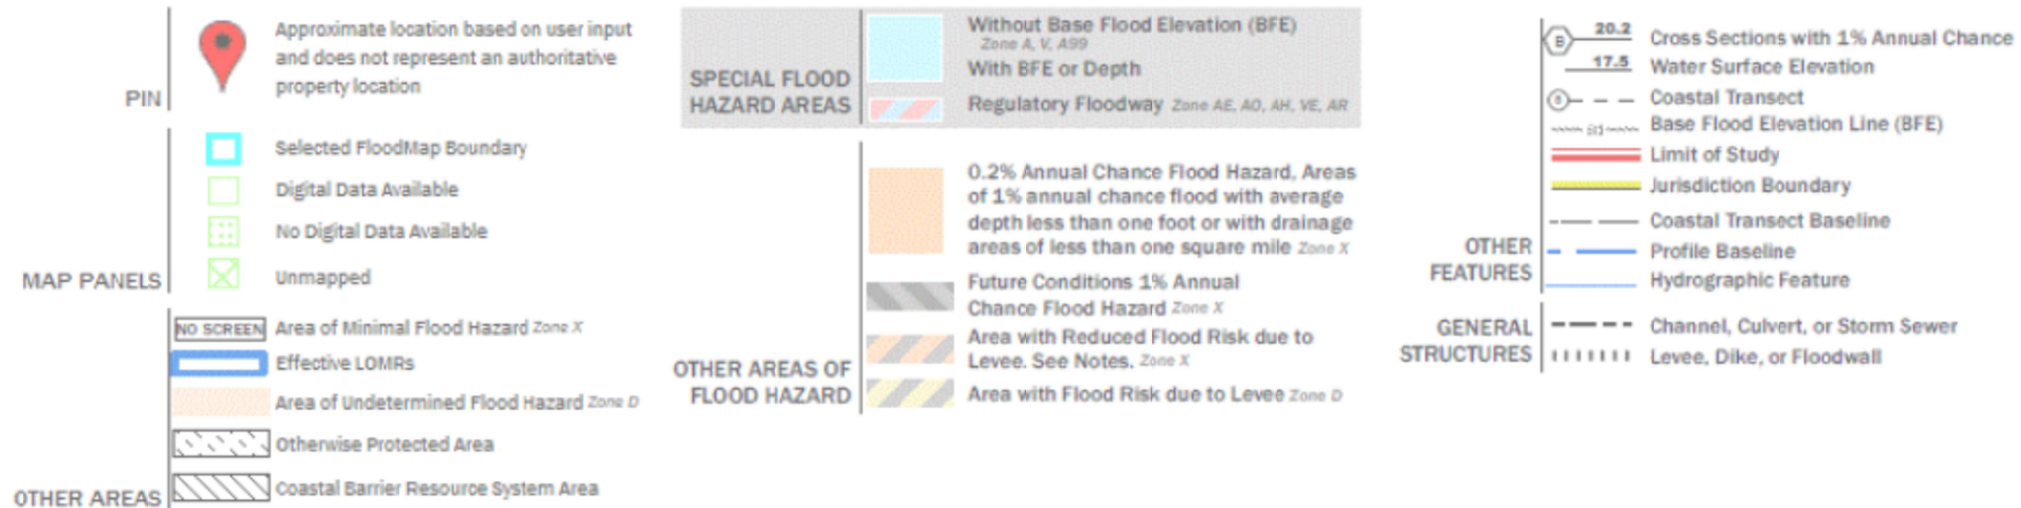 PIN
Approximate location based on user input
and does not represent an authoritative
property location
MAP PANELS
Selected FloodMap Boundary
Digital Data Available
No Digital Data Available
Unmapped
OTHER AREAS
NO SCREEN Area of Minimal Flood Hazard Zone X
Effective LOMRs
Area of Undetermined Flood Hazard Zone D
Otherwise Protected Area
Coastal Barrier Resource System Area
SPECIAL FLOOD
HAZARD AREAS
Without Base Flood Elevation (BFE)
Zone A, V, A99
With BFE or Depth
Regulatory Floodway Zone AE, AO, AH, VE, AR
OTHER AREAS OF
FLOOD HAZARD
0.2% Annual Chance Flood Hazard, Areas
of 1% annual chance flood with average
depth less than one foot or with drainage
areas of less than one square mile Zone X
Future Conditions 1% Annual
Chance Flood Hazard Zone X
Area with Reduced Flood Risk due to
Levee. See Notes. Zone X
Area with Flood Risk due to Levee Zone D
OTHER
FEATURES
B 20.2 Cross Sections with 1% Annual Chance
17.5 Water Surface Elevation
8 Coastal Transect
Base Flood Elevation Line (BFE)
Limit of Study
Jurisdiction Boundary
Coastal Transect Baseline
Profile Baseline
Hydrographic Feature
GENERAL
STRUCTURES
Channel, Culvert, or Storm Sewer
Levee, Dike, or Floodwall